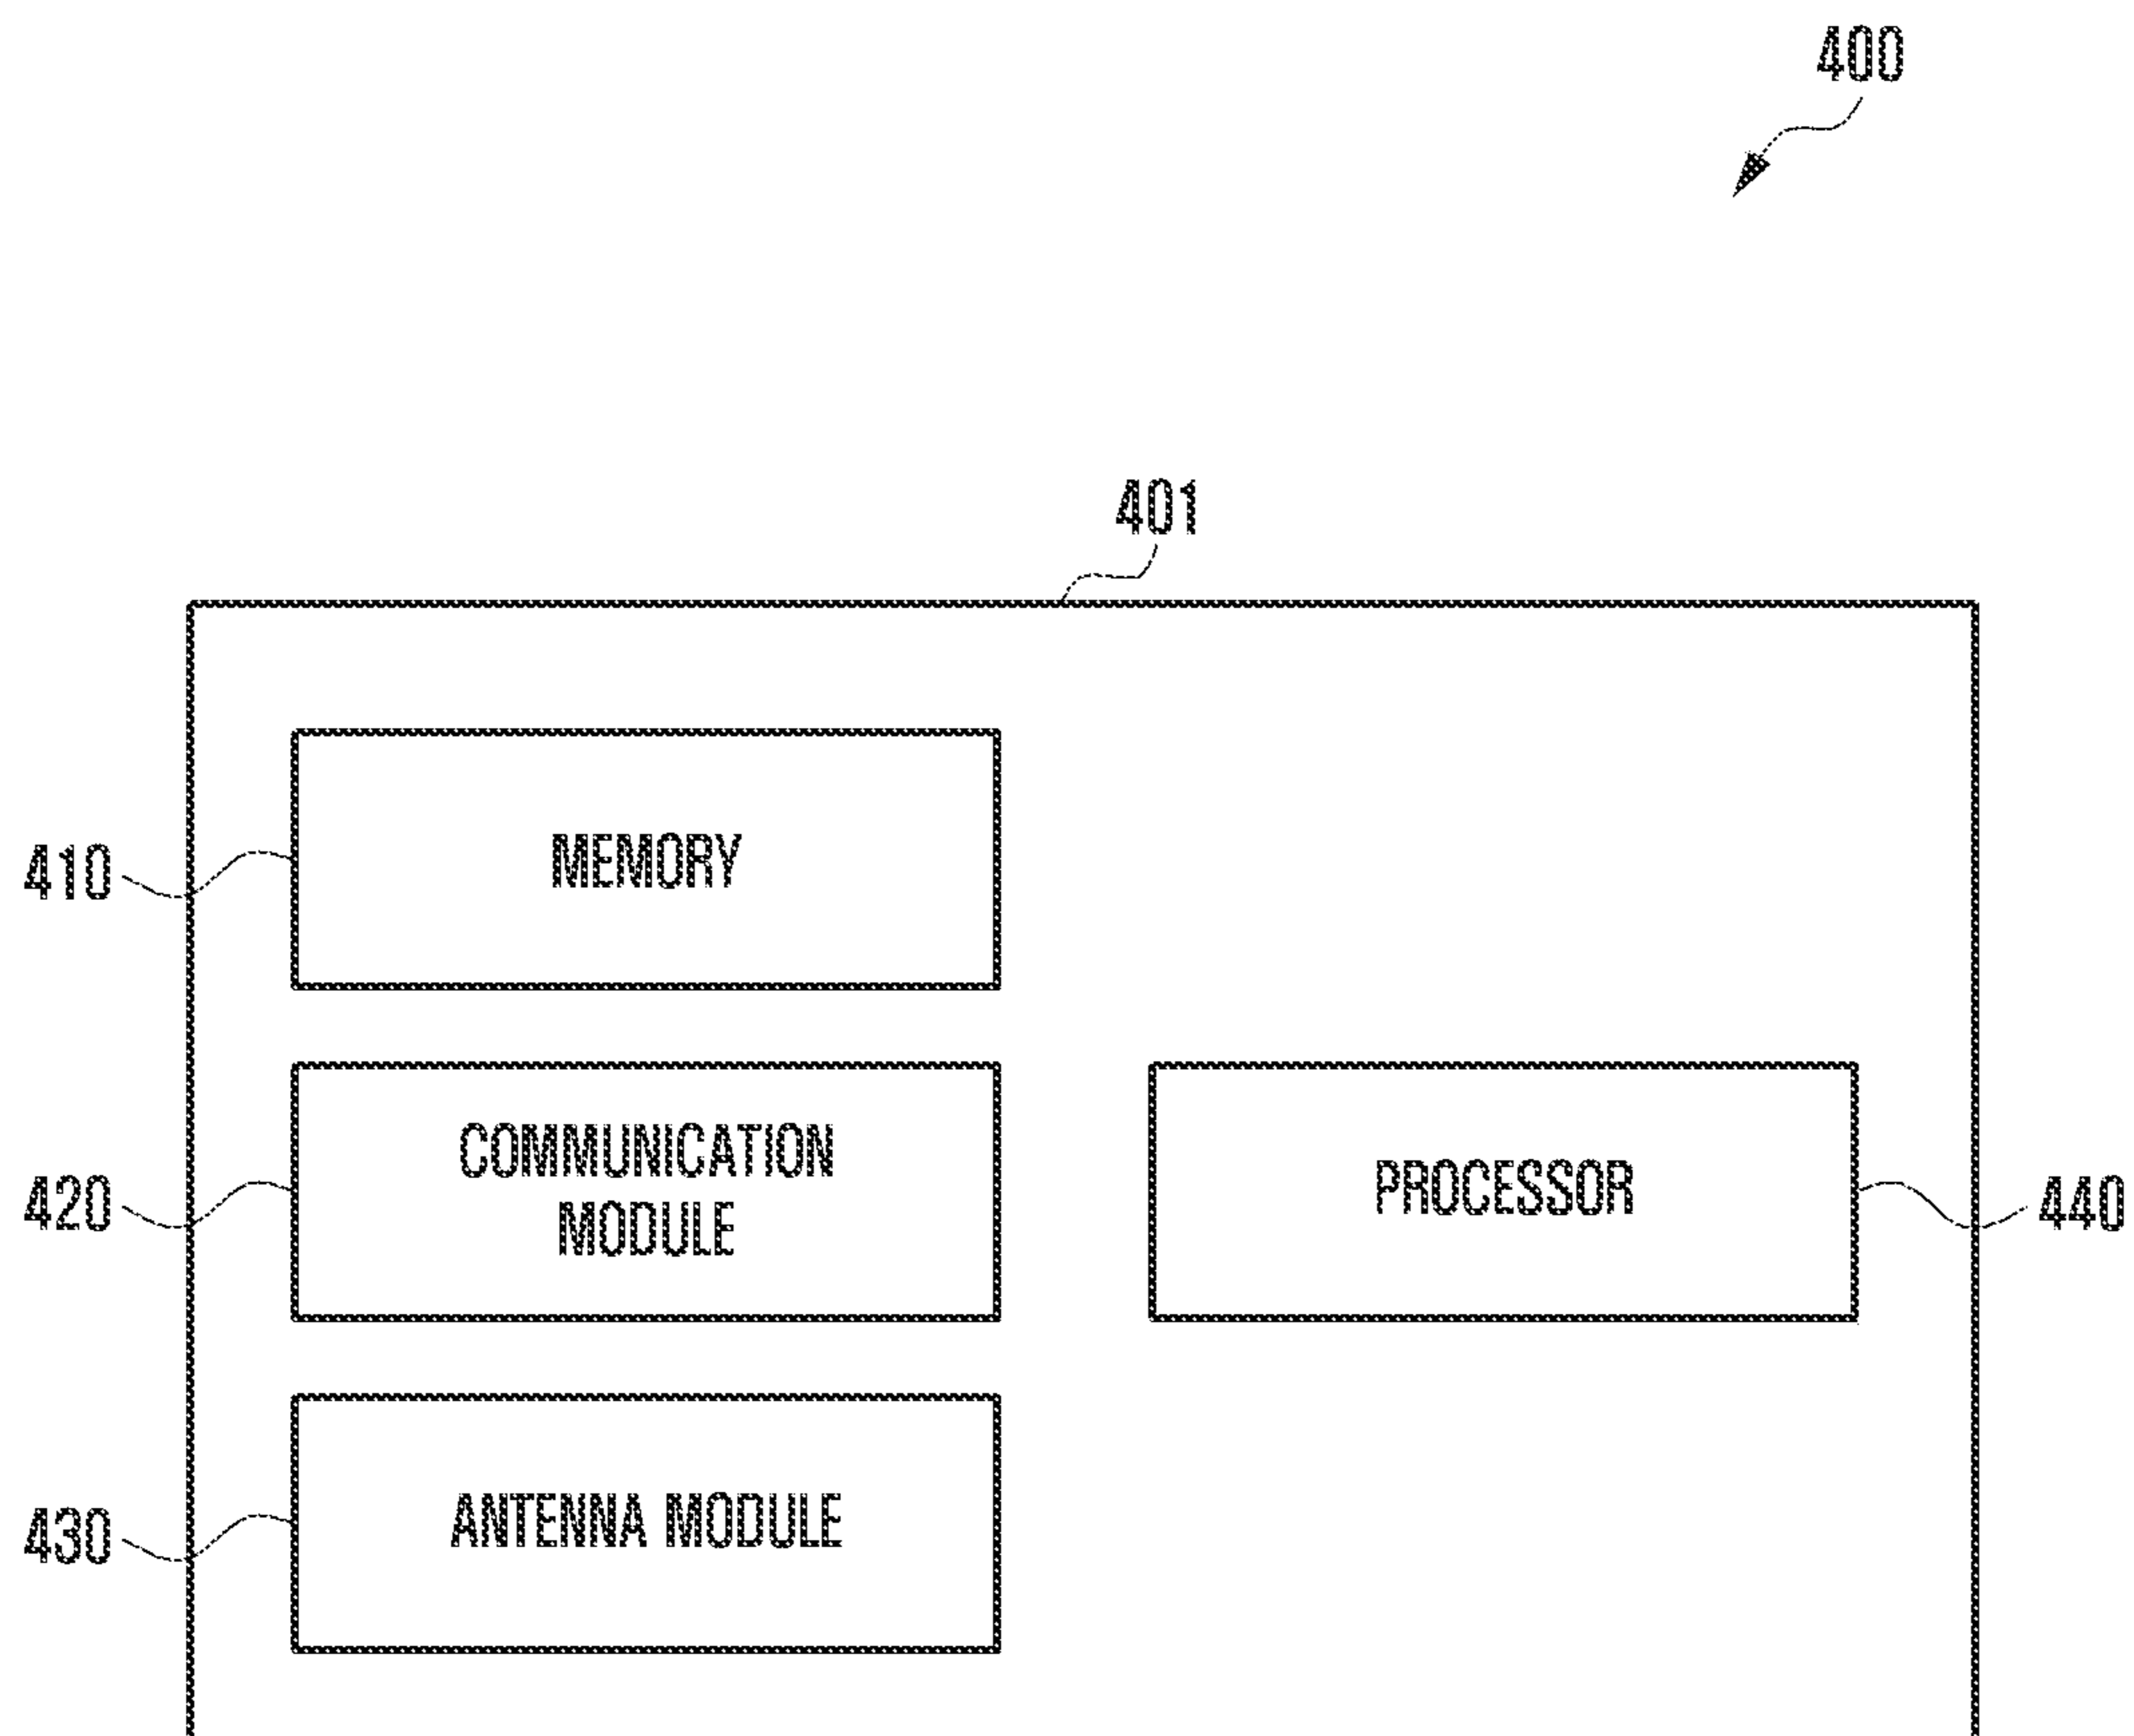 400
401
410
MEMORY
COMMUNICATION
MODULE
420
PROCESSOR
440
430
ANTENNA MODULE